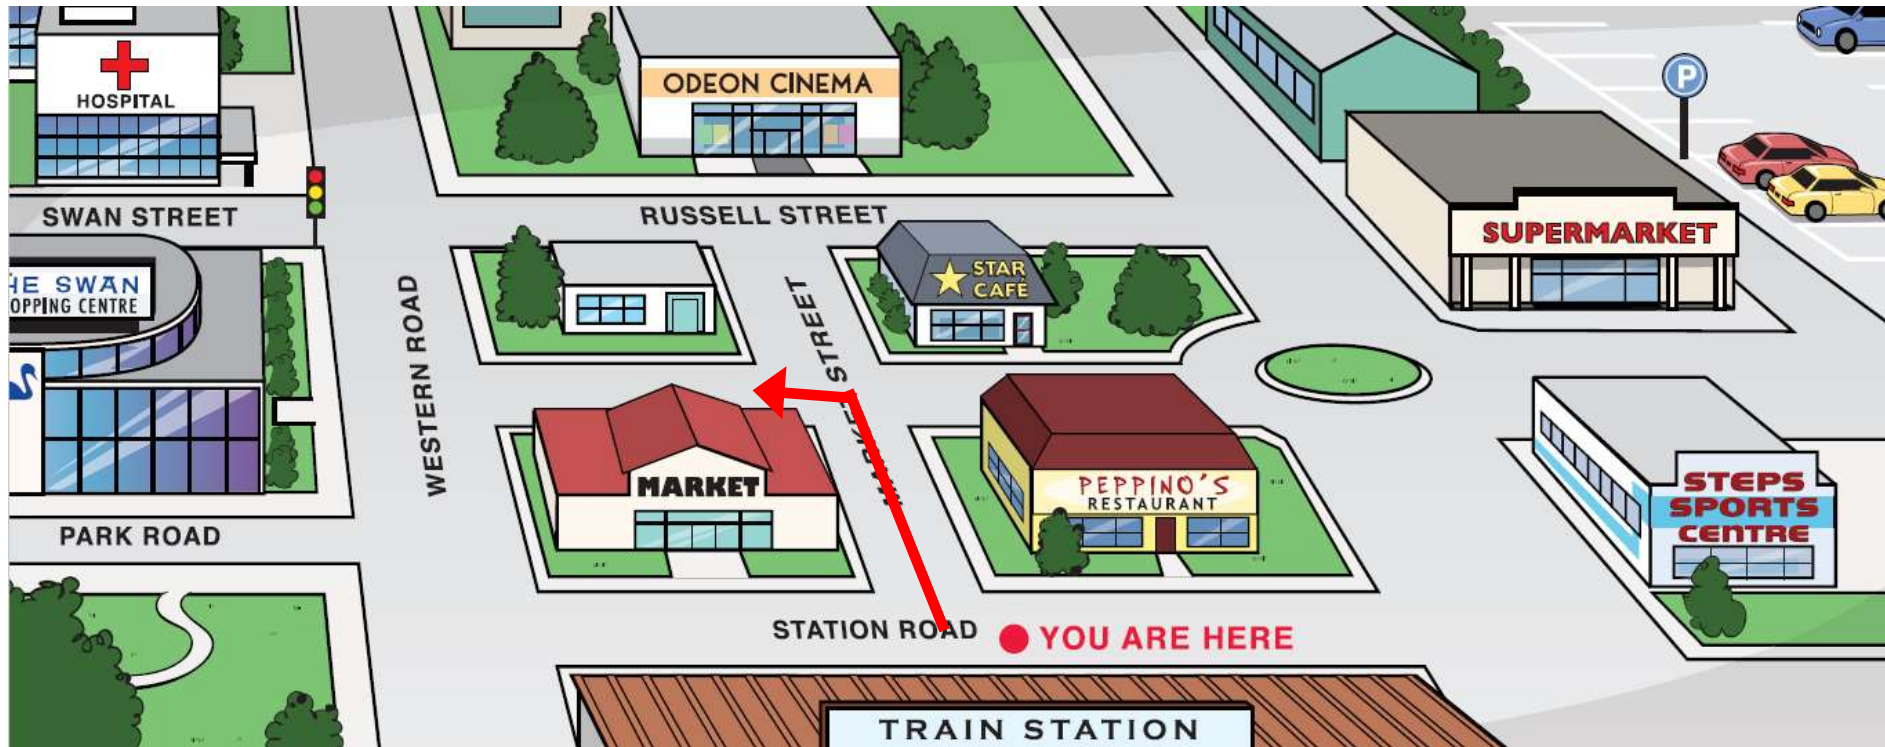 HOSPITAL
ODEON CINEMA
P
SWAN STREET
RUSSELL STREET
SUPERMARKET
HE SWAN
OPPING CENTRE
STAR
CAFÉ
WESTERN ROAD
MARKET STREET
MARKET
PEPPINO'S
RESTAURANT
STEPS
SPORTS
CENTRE
PARK ROAD
STATION ROAD
YOU ARE HERE
TRAIN STATION